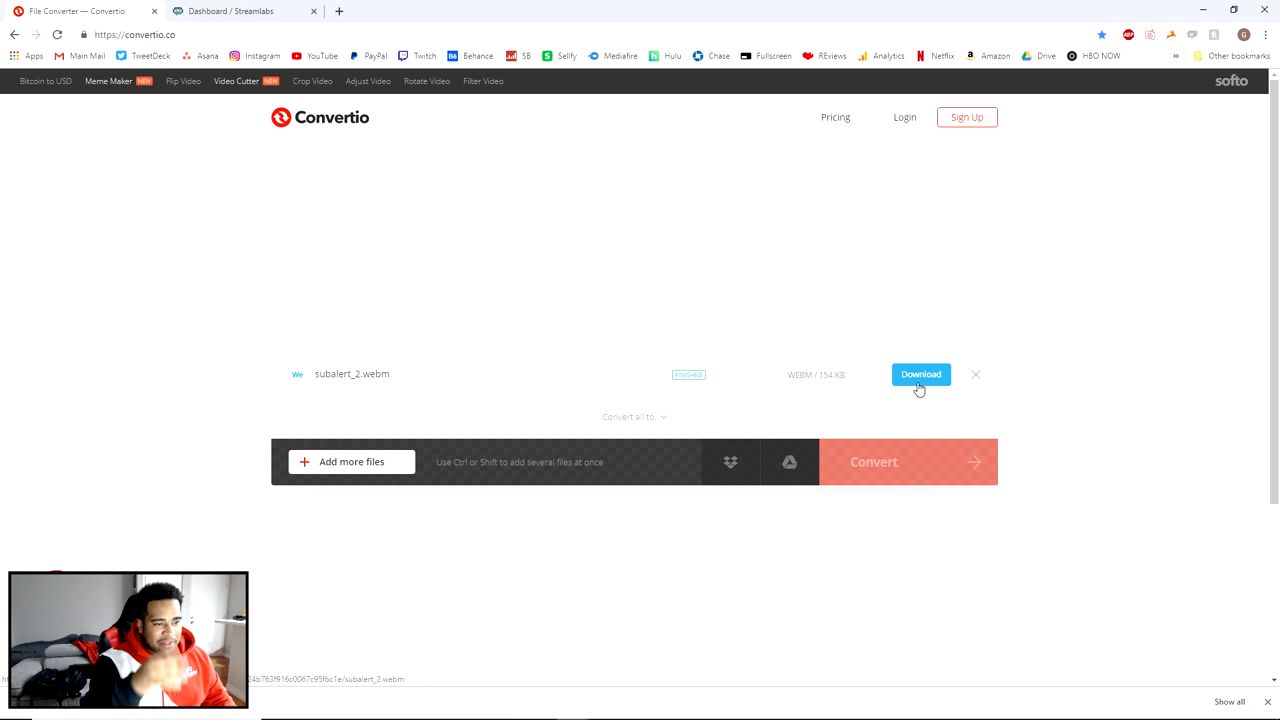 File Converter — Convertio
Dashboard / Streamlabs
https://convertio.co
G
Apps Main Mail TweetDeck Asana Instagram YouTube PayPal Twitch Behance SB Sellfy Mediafire Hulu Chase Fullscreen REviews Analytics Netflix Amazon Drive HBO NOW » Other bookmarks
Bitcoin to USD Meme Maker NEW Flip Video Video Cutter NEW Crop Video Adjust Video Rotate Video Filter Video softo
Convertio Pricing Login Sign Up
We subalert_2.webm FINISHED WEBM / 154 KB Download
Convert all to
Add more files Use Ctrl or Shift to add several files at once Convert
24b763f916c0067c95fbc1e/subalert_2.webm
Show all